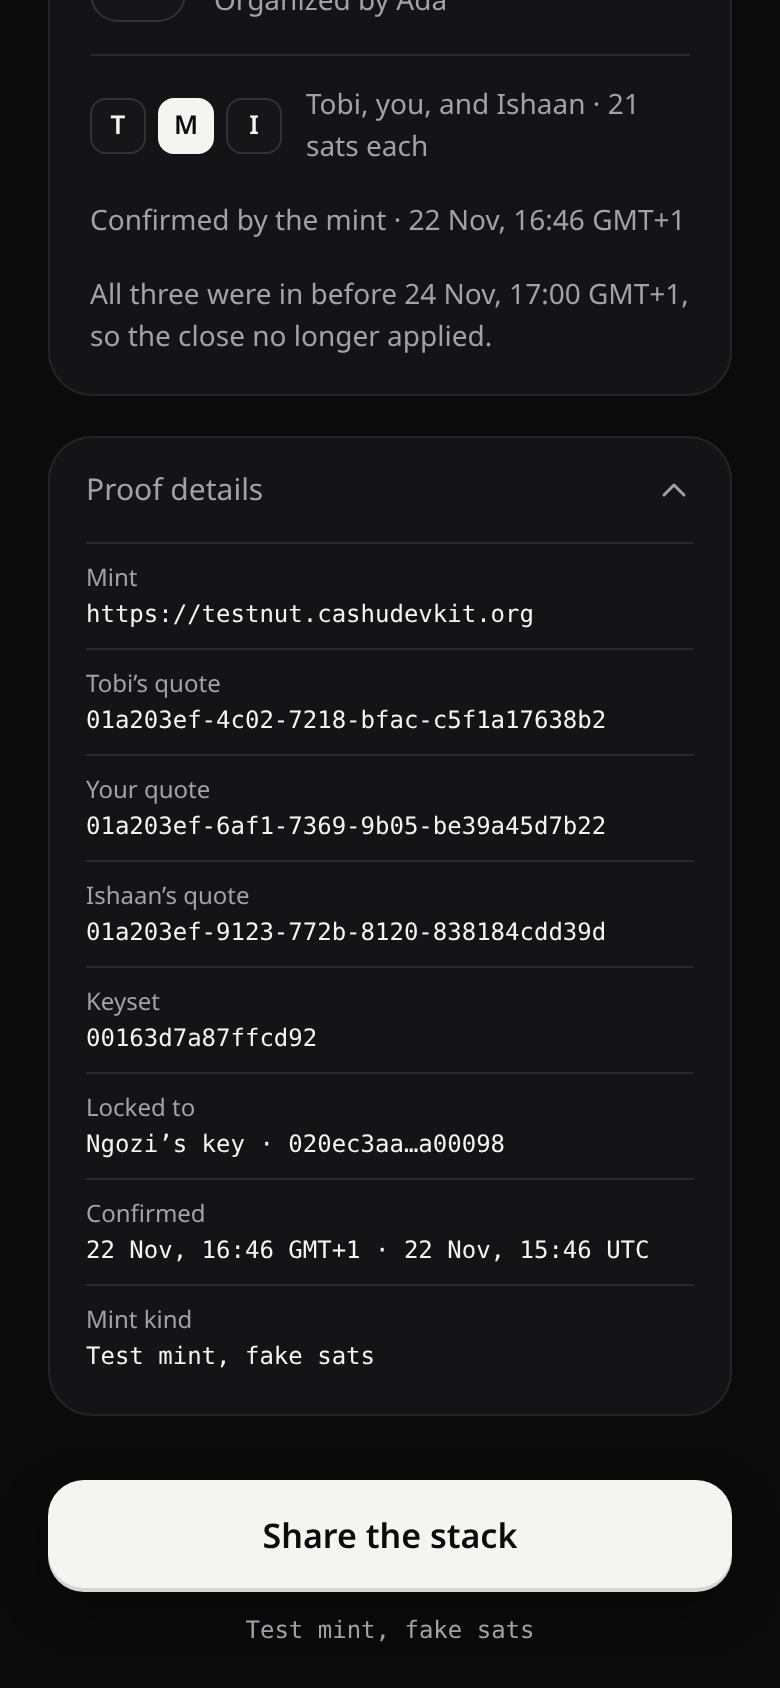 Organized by Ada
T M I
Tobi, you, and Ishaan · 21
sats each
Confirmed by the mint · 22 Nov, 16:46 GMT+1
All three were in before 24 Nov, 17:00 GMT+1,
so the close no longer applied.
Proof details
Mint
https://testnut.cashudevkit.org
Tobi’s quote
01a203ef-4c02-7218-bfac-c5f1a17638b2
Your quote
01a203ef-6af1-7369-9b05-be39a45d7b22
Ishaan’s quote
01a203ef-9123-772b-8120-838184cdd39d
Keyset
00163d7a87ffcd92
Locked to
Ngozi’s key · 020ec3aa…a00098
Confirmed
22 Nov, 16:46 GMT+1 · 22 Nov, 15:46 UTC
Mint kind
Test mint, fake sats
Share the stack
Test mint, fake sats